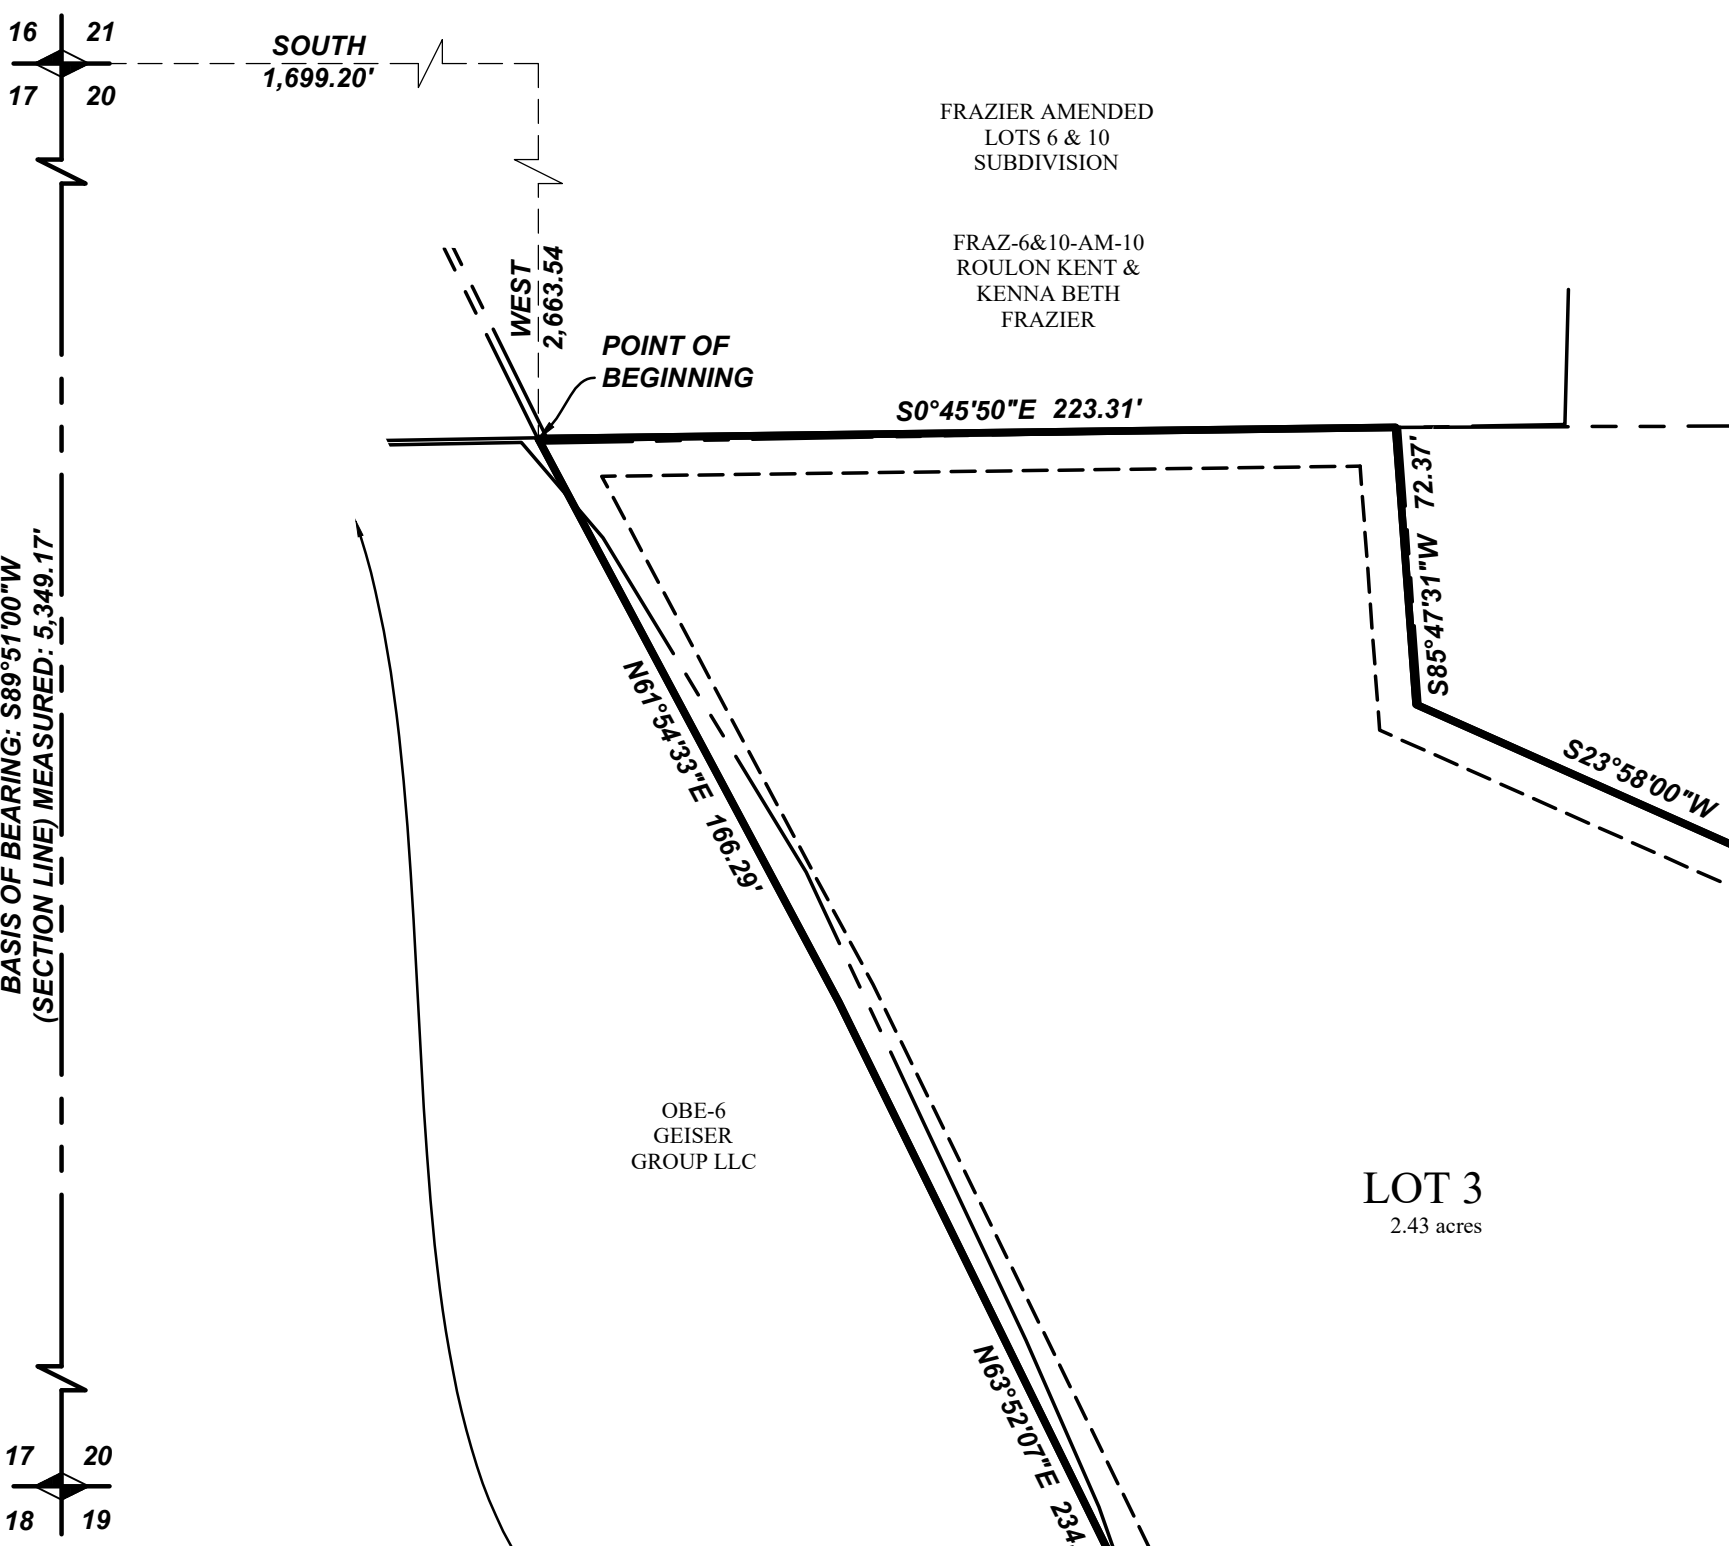 16 21
17 20
SOUTH
1,699.20'
FRAZIER AMENDED
LOTS 6 & 10
SUBDIVISION
FRAZ-6&10-AM-10
ROULON KENT &
KENNA BETH
FRAZIER
WEST
2,663.54
POINT OF
BEGINNING
S0°45'50"E 223.31'
S85°47'31"W 72.37'
S23°58'00"W
BASIS OF BEARING: S89°51'00"W
(SECTION LINE) MEASURED: 5,349.17'
N61°54'33"E 166.29'
OBE-6
GEISER
GROUP LLC
LOT 3
2.43 acres
N63°52'07"E 234.
17 20
18 19